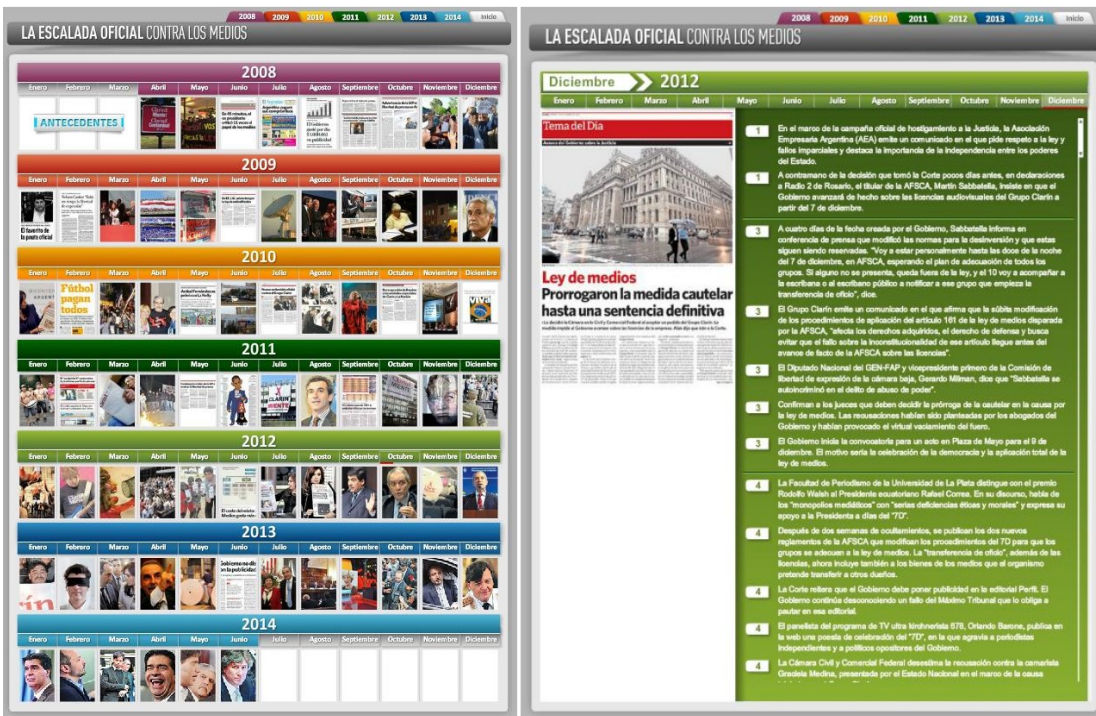 2008 2009 2010 2011 2012 2013 2014 Inicio
LA ESCALADA OFICIAL CONTRA LOS MEDIOS
2008
Enero Febrero Marzo Abril Mayo Junio Julio Agosto Septiembre Octubre Noviembre Diciembre
ANTECEDENTES
2009
Enero Febrero Marzo Abril Mayo Junio Julio Agosto Septiembre Octubre Noviembre Diciembre
El favorito de
la pauta oficial
2010
Enero Febrero Marzo Abril Mayo Junio Julio Agosto Septiembre Octubre Noviembre Diciembre
Fútbol
pagan
todos
viva
2011
Enero Febrero Marzo Abril Mayo Junio Julio Agosto Septiembre Octubre Noviembre Diciembre
CLARIN
MIENTE
2012
Enero Febrero Marzo Abril Mayo Junio Julio Agosto Septiembre Octubre Noviembre Diciembre
2013
Enero Febrero Marzo Abril Mayo Junio Julio Agosto Septiembre Octubre Noviembre Diciembre
2014
Enero Febrero Marzo Abril Mayo Junio Julio Agosto Septiembre Octubre Noviembre Diciembre
2008 2009 2010 2011 2012 2013 2014 Inicio
LA ESCALADA OFICIAL CONTRA LOS MEDIOS
Diciembre 2012
Enero Febrero Marzo Abril Mayo Junio Julio Agosto Septiembre Octubre Noviembre Diciembre
Tema del Día
Avance del Gobierno sobre la Justicia
Ley de medios
Prorrogaron la medida cautelar
hasta una sentencia definitiva
1 En el marco de la campaña oficial de hostigamiento a la Justicia, la Asociación
Empresaria Argentina (AEA) emite un comunicado en el que pide respeto a la ley y
fallos imparciales y destaca la importancia de la independencia entre los poderes
del Estado.
1 A contramano de la decisión que tomó la Corte pocos días antes, en declaraciones
a Radio 2 de Rosario, el titular de la AFSCA, Martín Sabbatella, insiste en que el
Gobierno avanzará de hecho sobre las licencias audiovisuales del Grupo Clarín a
partir del 7 de diciembre.
3 A cuatro días de la fecha creada por el Gobierno, Sabbatella informa en
conferencia de prensa que modificó las normas para la desinversión y que estas
siguen siendo reservadas. "Voy a estar personalmente hasta las doce de la noche
del 7 de diciembre, en AFSCA, esperando el plan de adecuación de todos los
grupos. Si alguno no se presenta, queda fuera de la ley, y el 10 voy a acompañar a
la escribana o al escribano público a notificar a ese grupo que empieza la
transferencia de oficio", dice.
3 El Grupo Clarín emite un comunicado en el que afirma que la súbita modificación
de los procedimientos de aplicación del artículo 161 de la ley de medios disparada
por la AFSCA, "afecta los derechos adquiridos, el derecho de defensa y busca
evitar que el fallo sobre la inconstitucionalidad de ese artículo llegue antes del
avance de facto de la AFSCA sobre las licencias".
3 El Diputado Nacional del GEN-FAP y vicepresidente primero de la Comisión de
libertad de expresión de la cámara baja, Gerardo Milman, dice que "Sabbatella se
autoincriminó en el delito de abuso de poder".
3 Confirman a los jueces que deben decidir la prórroga de la cautelar en la causa por
la ley de medios. Las recusaciones habían sido planteadas por los abogados del
Gobierno y habían provocado el virtual vaciamiento del fuero.
3 El Gobierno inicia la convocatoria para un acto en Plaza de Mayo para el 9 de
diciembre. El motivo sería la celebración de la democracia y la aplicación total de la
ley de medios.
4 La Facultad de Periodismo de la Universidad de La Plata distingue con el premio
Rodolfo Walsh al Presidente ecuatoriano Rafael Correa. En su discurso, habla de
los "monopolios mediáticos" con "serias deficiencias éticas y morales" y expresa su
apoyo a la Presidenta a días del "7D".
4 Después de dos semanas de ocultamientos, se publican los dos nuevos
reglamentos de la AFSCA que modifican los procedimientos del 7D para que los
grupos se adecuen a la ley de medios. La "transferencia de oficio", además de las
licencias, ahora incluye también a los bienes de los medios que el organismo
pretende transferir a otros dueños.
4 La Corte reitera que el Gobierno debe poner publicidad en la editorial Perfil. El
Gobierno continúa desconociendo un fallo del Máximo Tribunal que lo obliga a
pautar en esa editorial.
4 El panelista del programa de TV ultra kirchnerista 678, Orlando Barone, publica en
la web una poesía de celebración del "7D", en la que agravia a periodistas
independientes y a políticos opositores del Gobierno.
4 La Cámara Civil y Comercial Federal desestima la recusación contra la camarista
Graciela Medina, presentada por el Estado Nacional en el marco de la causa